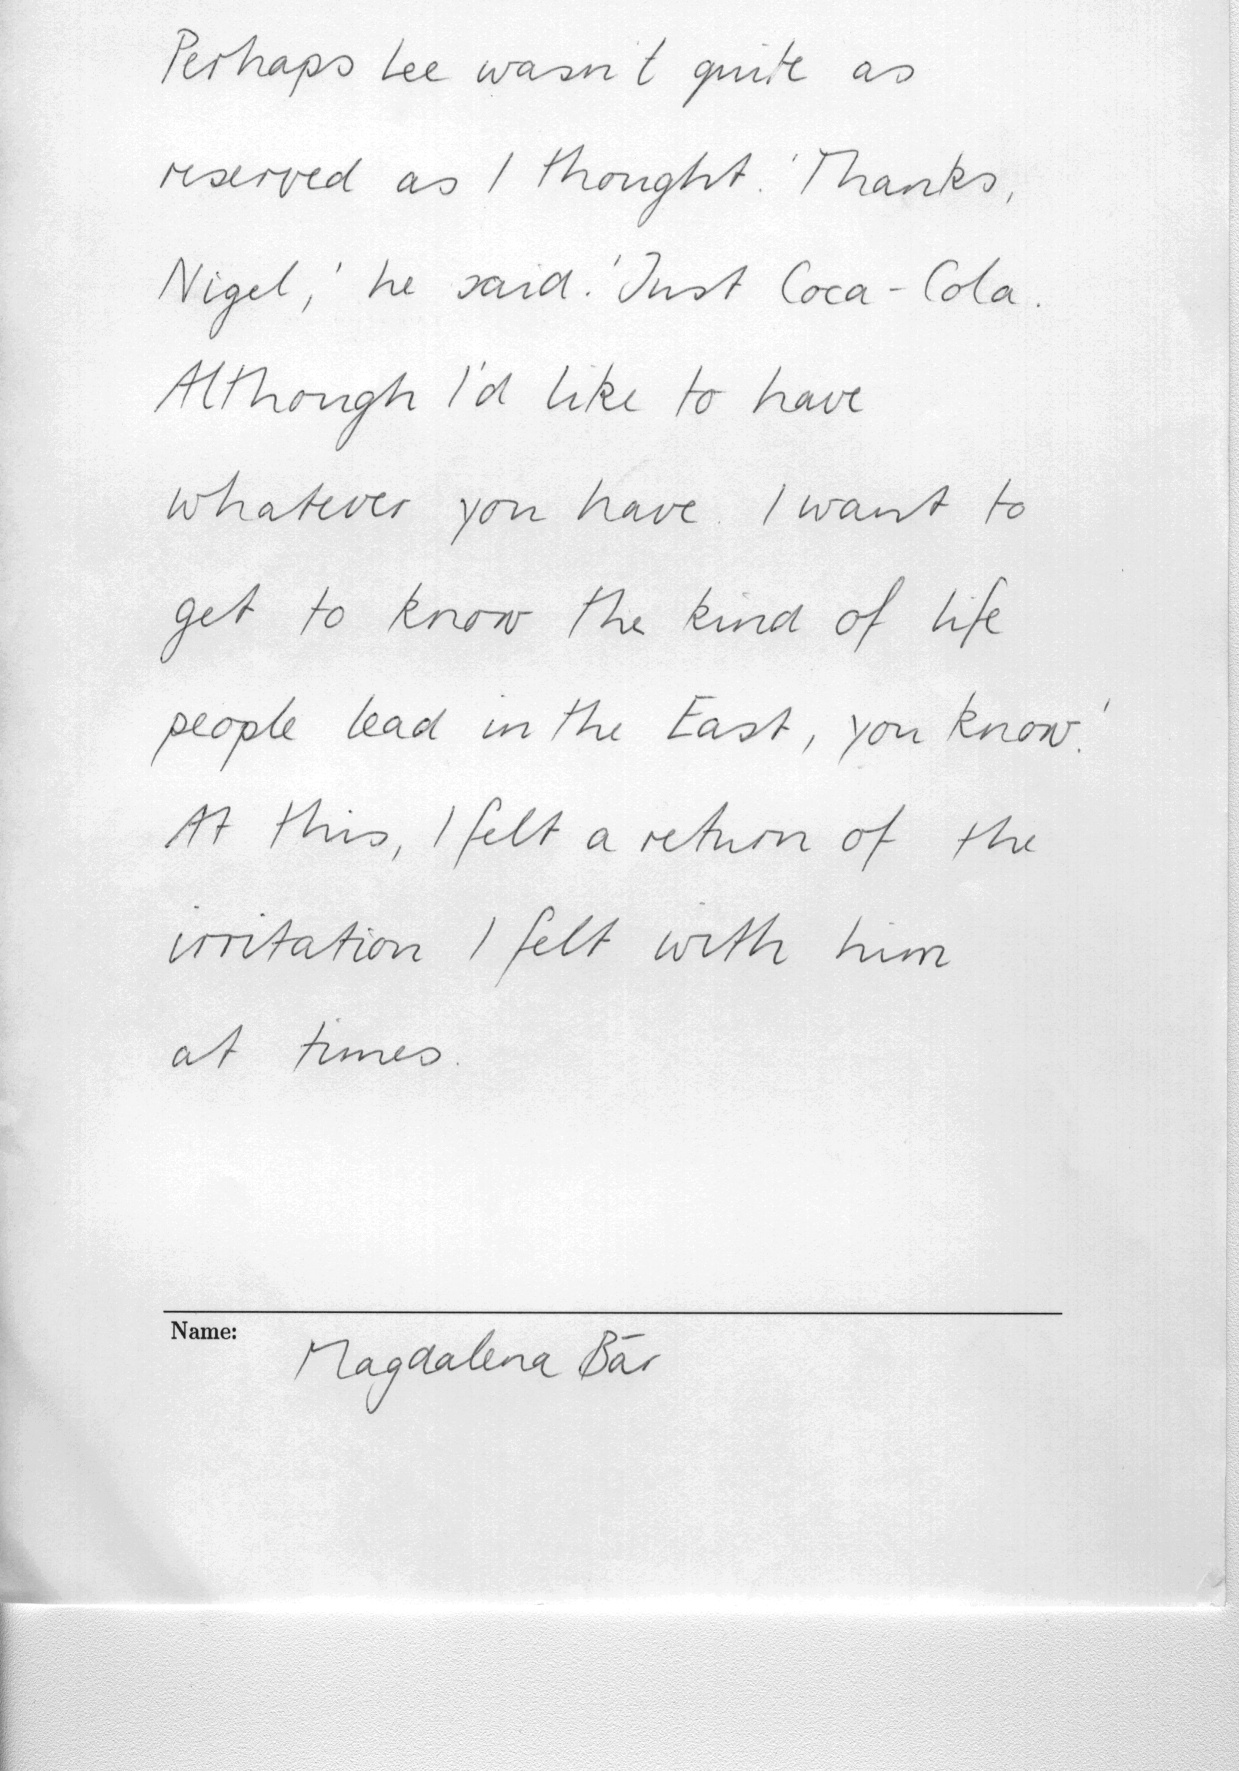 Perhaps Lee wasn't quite as
reserved as I thought. 'Thanks,
Nigel,' he said. 'Just Coca-Cola.
Although I'd like to have
whatever you have. I want to
get to know the kind of life
people lead in the East, you know.'
At this, I felt a return of the
irritation I felt with him
at times.
Name:
Magdalena Bär